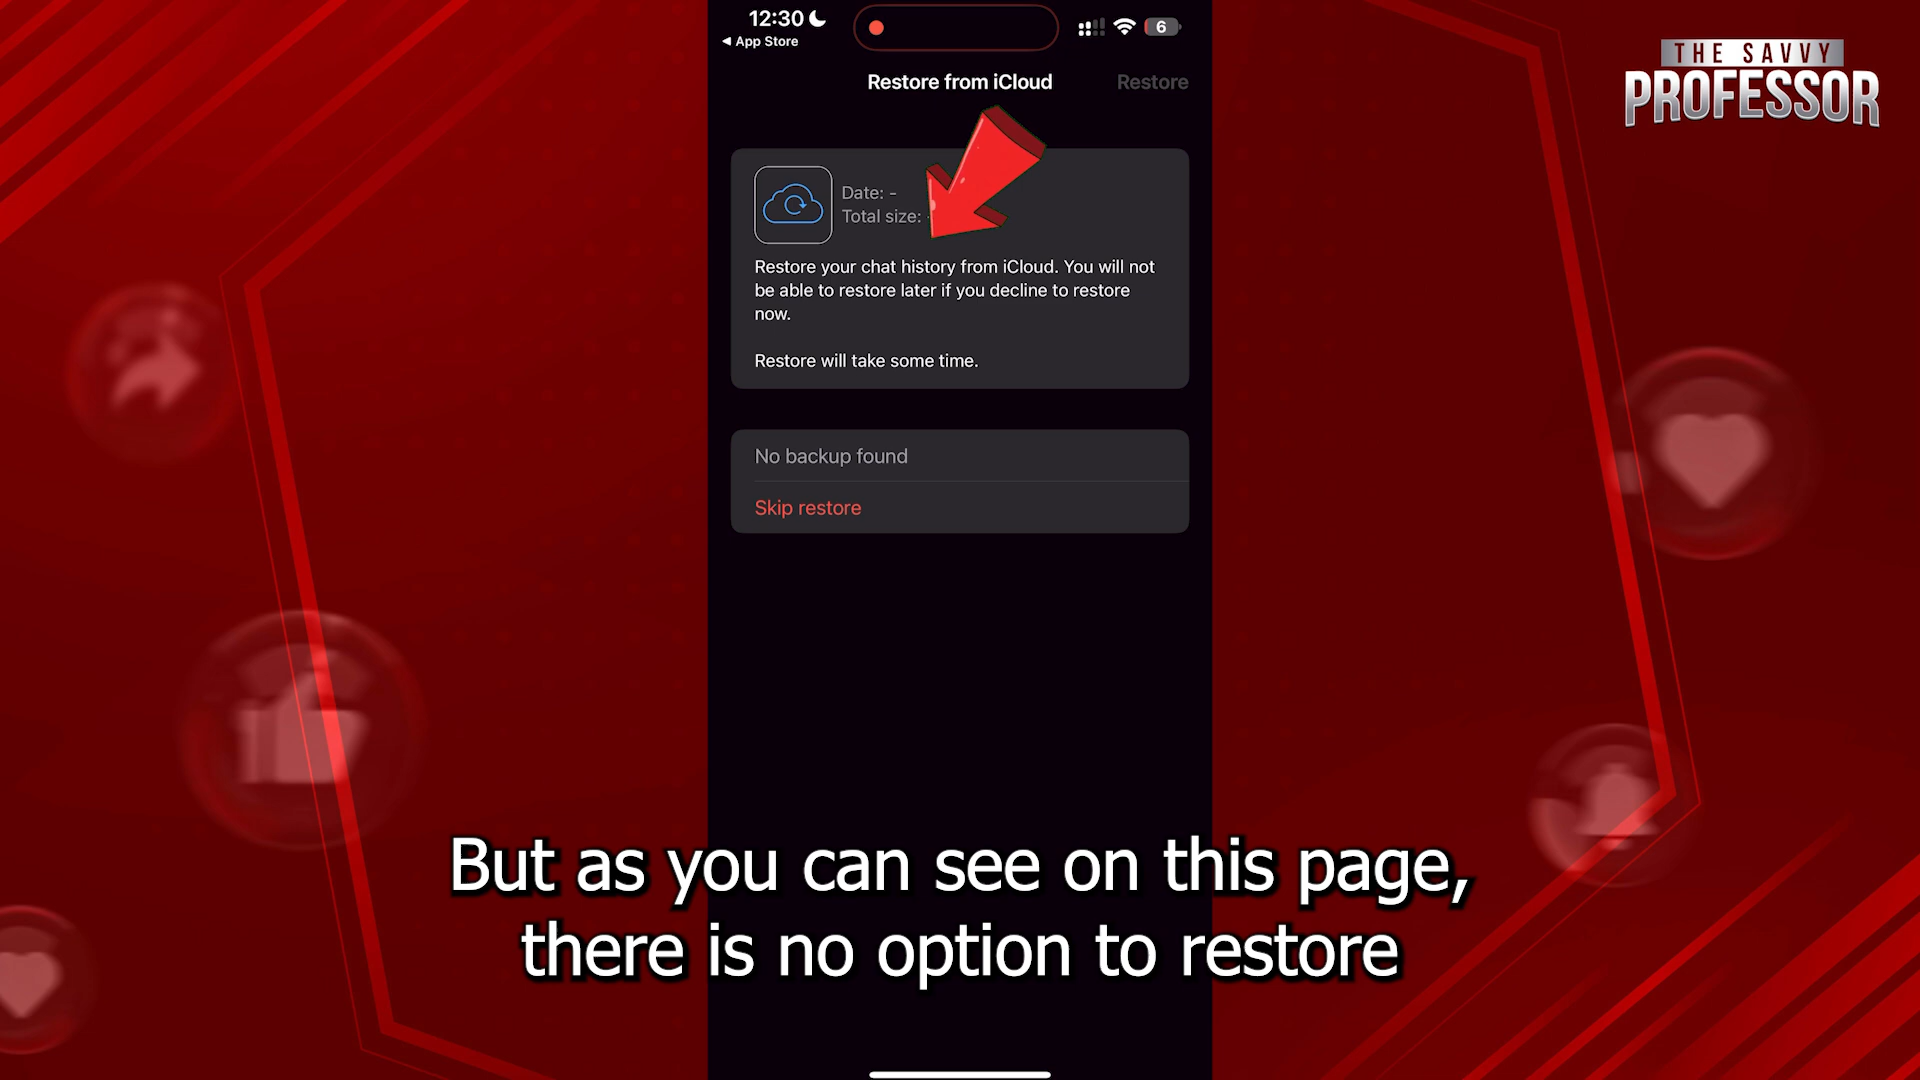 12:30
App Store
6
Restore from iCloud
Restore
THE SAVVY
PROFESSOR
Date: -
Total size:
Restore your chat history from iCloud. You will not
be able to restore later if you decline to restore
now.
Restore will take some time.
No backup found
Skip restore
But as you can see on this page,
there is no option to restore